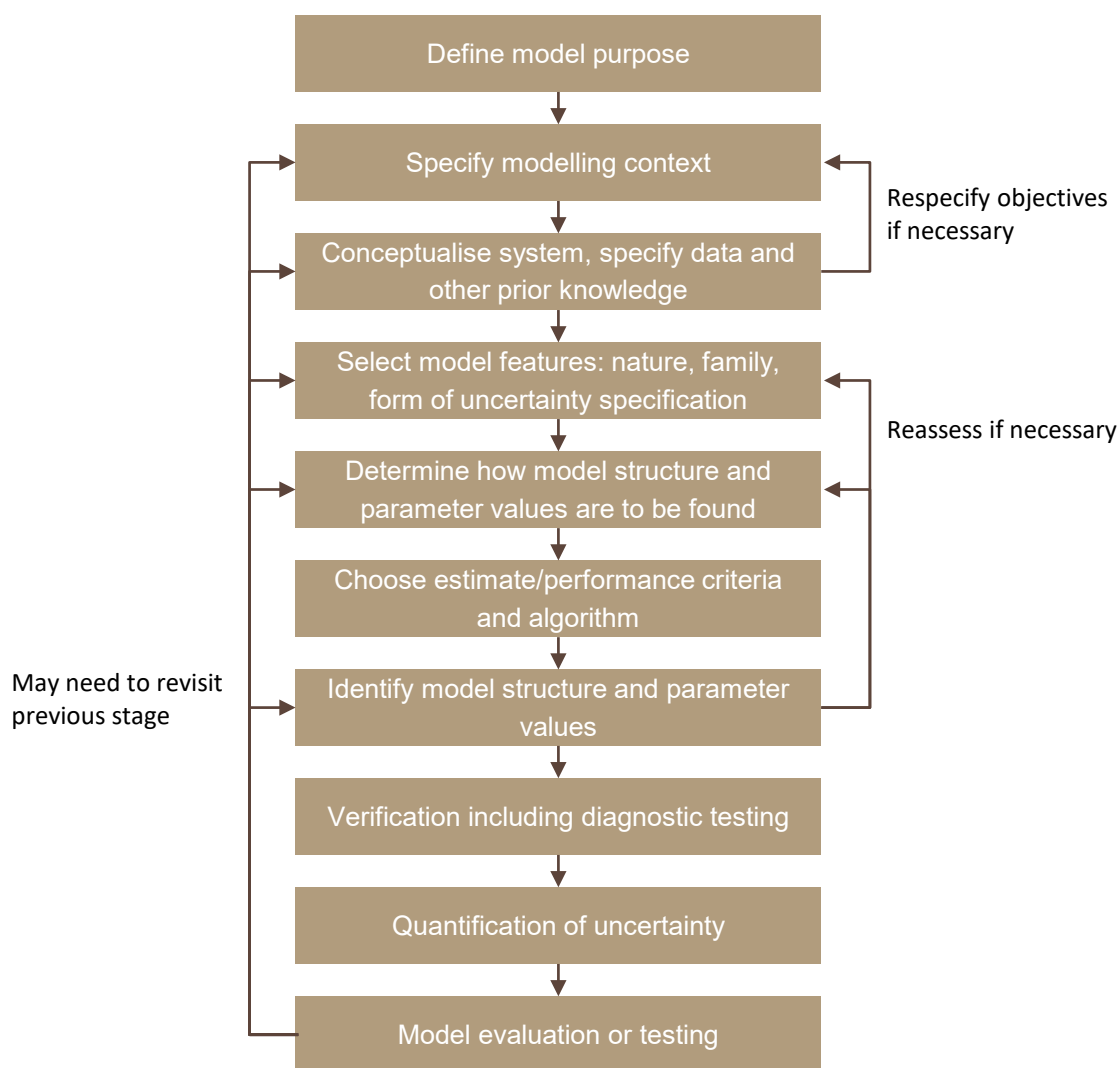 Define model purpose
Specify modelling context
Respecify objectives
if necessary
Conceptualise system, specify data and
other prior knowledge
Select model features: nature, family,
form of uncertainty specification
Reassess if necessary
Determine how model structure and
parameter values are to be found
Choose estimate/performance criteria
and algorithm
May need to revisit
previous stage
Identify model structure and parameter
values
Verification including diagnostic testing
Quantification of uncertainty
Model evaluation or testing